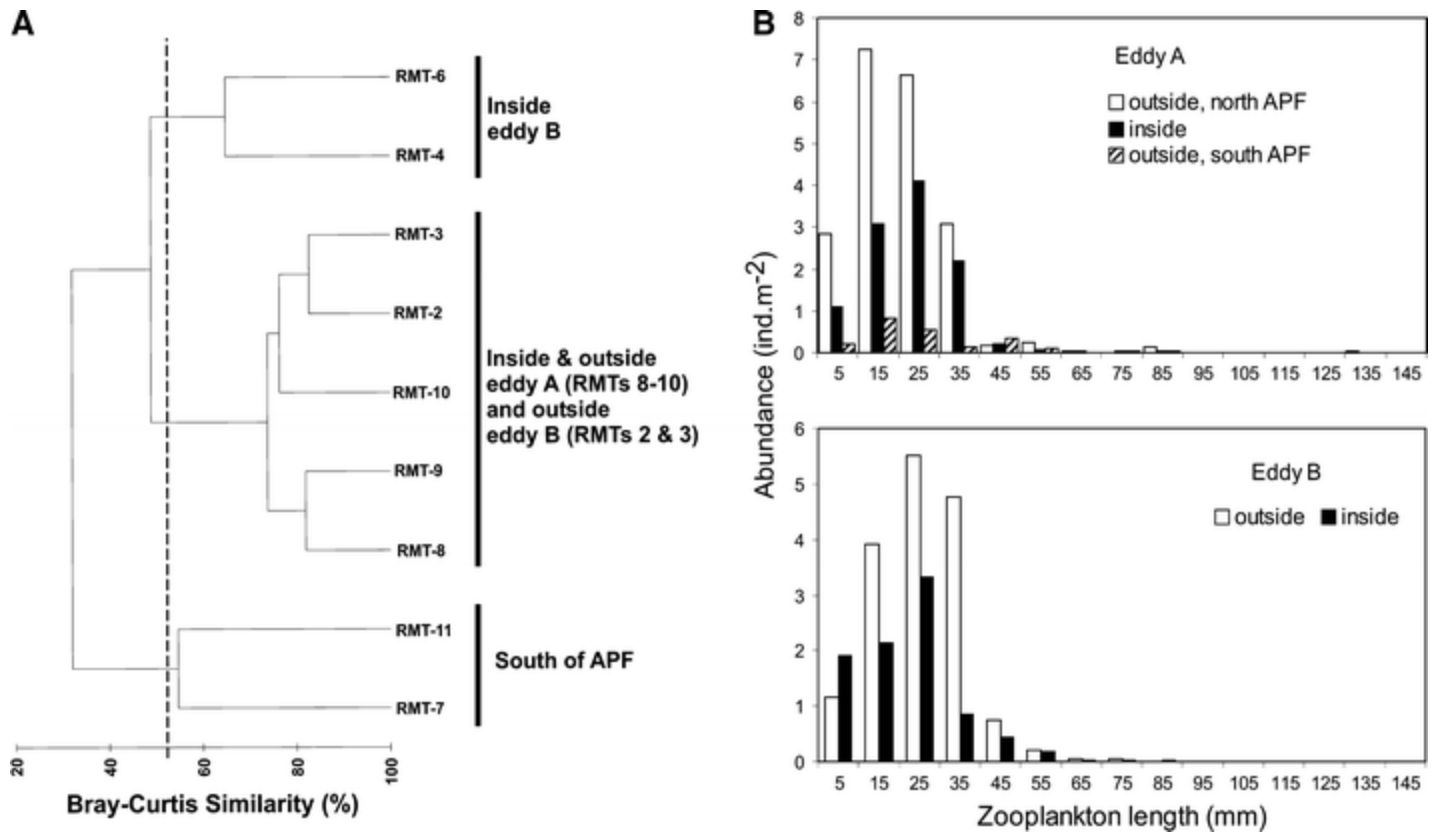 A
RMT-6
RMT-4
Inside
eddy B
RMT-3
RMT-2
RMT-10
RMT-9
RMT-8
Inside & outside
eddy A (RMTs 8-10)
and outside
eddy B (RMTs 2 & 3)
RMT-11
RMT-7
South of APF
20 40 60 80 100
Bray-Curtis Similarity (%)
B
Abundance (ind.m-2)
Eddy A
outside, north APF
inside
outside, south APF
8
7
6
5
4
3
2
1
0
5 15 25 35 45 55 65 75 85 95 105 115 125 135 145
Eddy B
outside inside
6
5
4
3
2
1
0
5 15 25 35 45 55 65 75 85 95 105 115 125 135 145
Zooplankton length (mm)